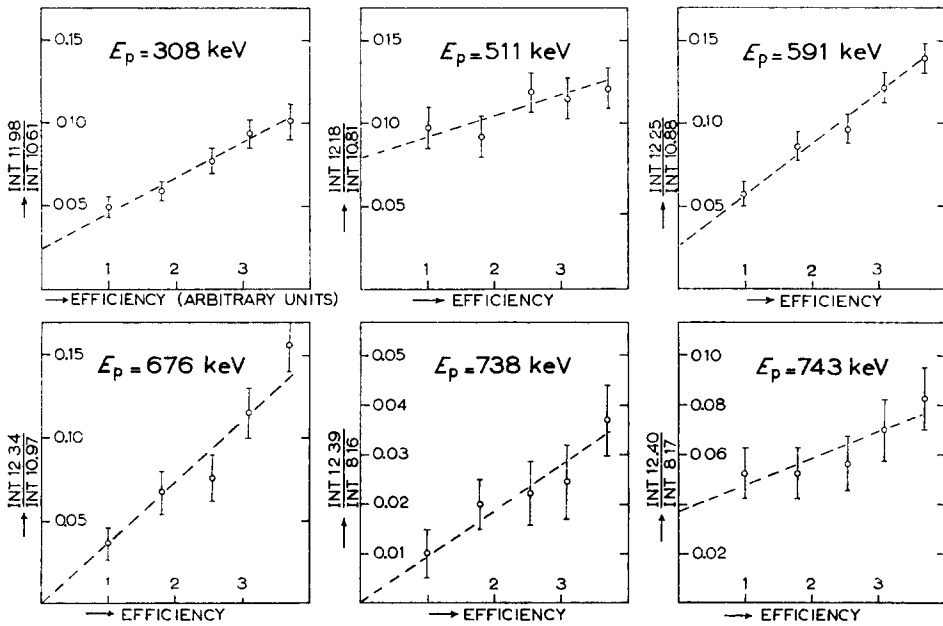 0.15
E_p = 308 keV
0.10
0.05
INT 11.98
INT 10.61
1 2 3
→ EFFICIENCY (ARBITRARY UNITS)
0.15
E_p = 511 keV
0.10
0.05
INT 12.18
INT 10.81
1 2 3
→ EFFICIENCY
0.15
E_p = 591 keV
0.10
0.05
INT 12.25
INT 10.88
1 2 3
→ EFFICIENCY
0.15
E_p = 676 keV
0.10
0.05
INT 12.34
INT 10.97
1 2 3
→ EFFICIENCY
0.05
0.04
E_p = 738 keV
0.03
0.02
0.01
INT 12.39
INT 8.16
1 2 3
→ EFFICIENCY
0.10
E_p = 743 keV
0.08
0.06
0.02
INT 12.40
INT 8.17
1 2 3
→ EFFICIENCY